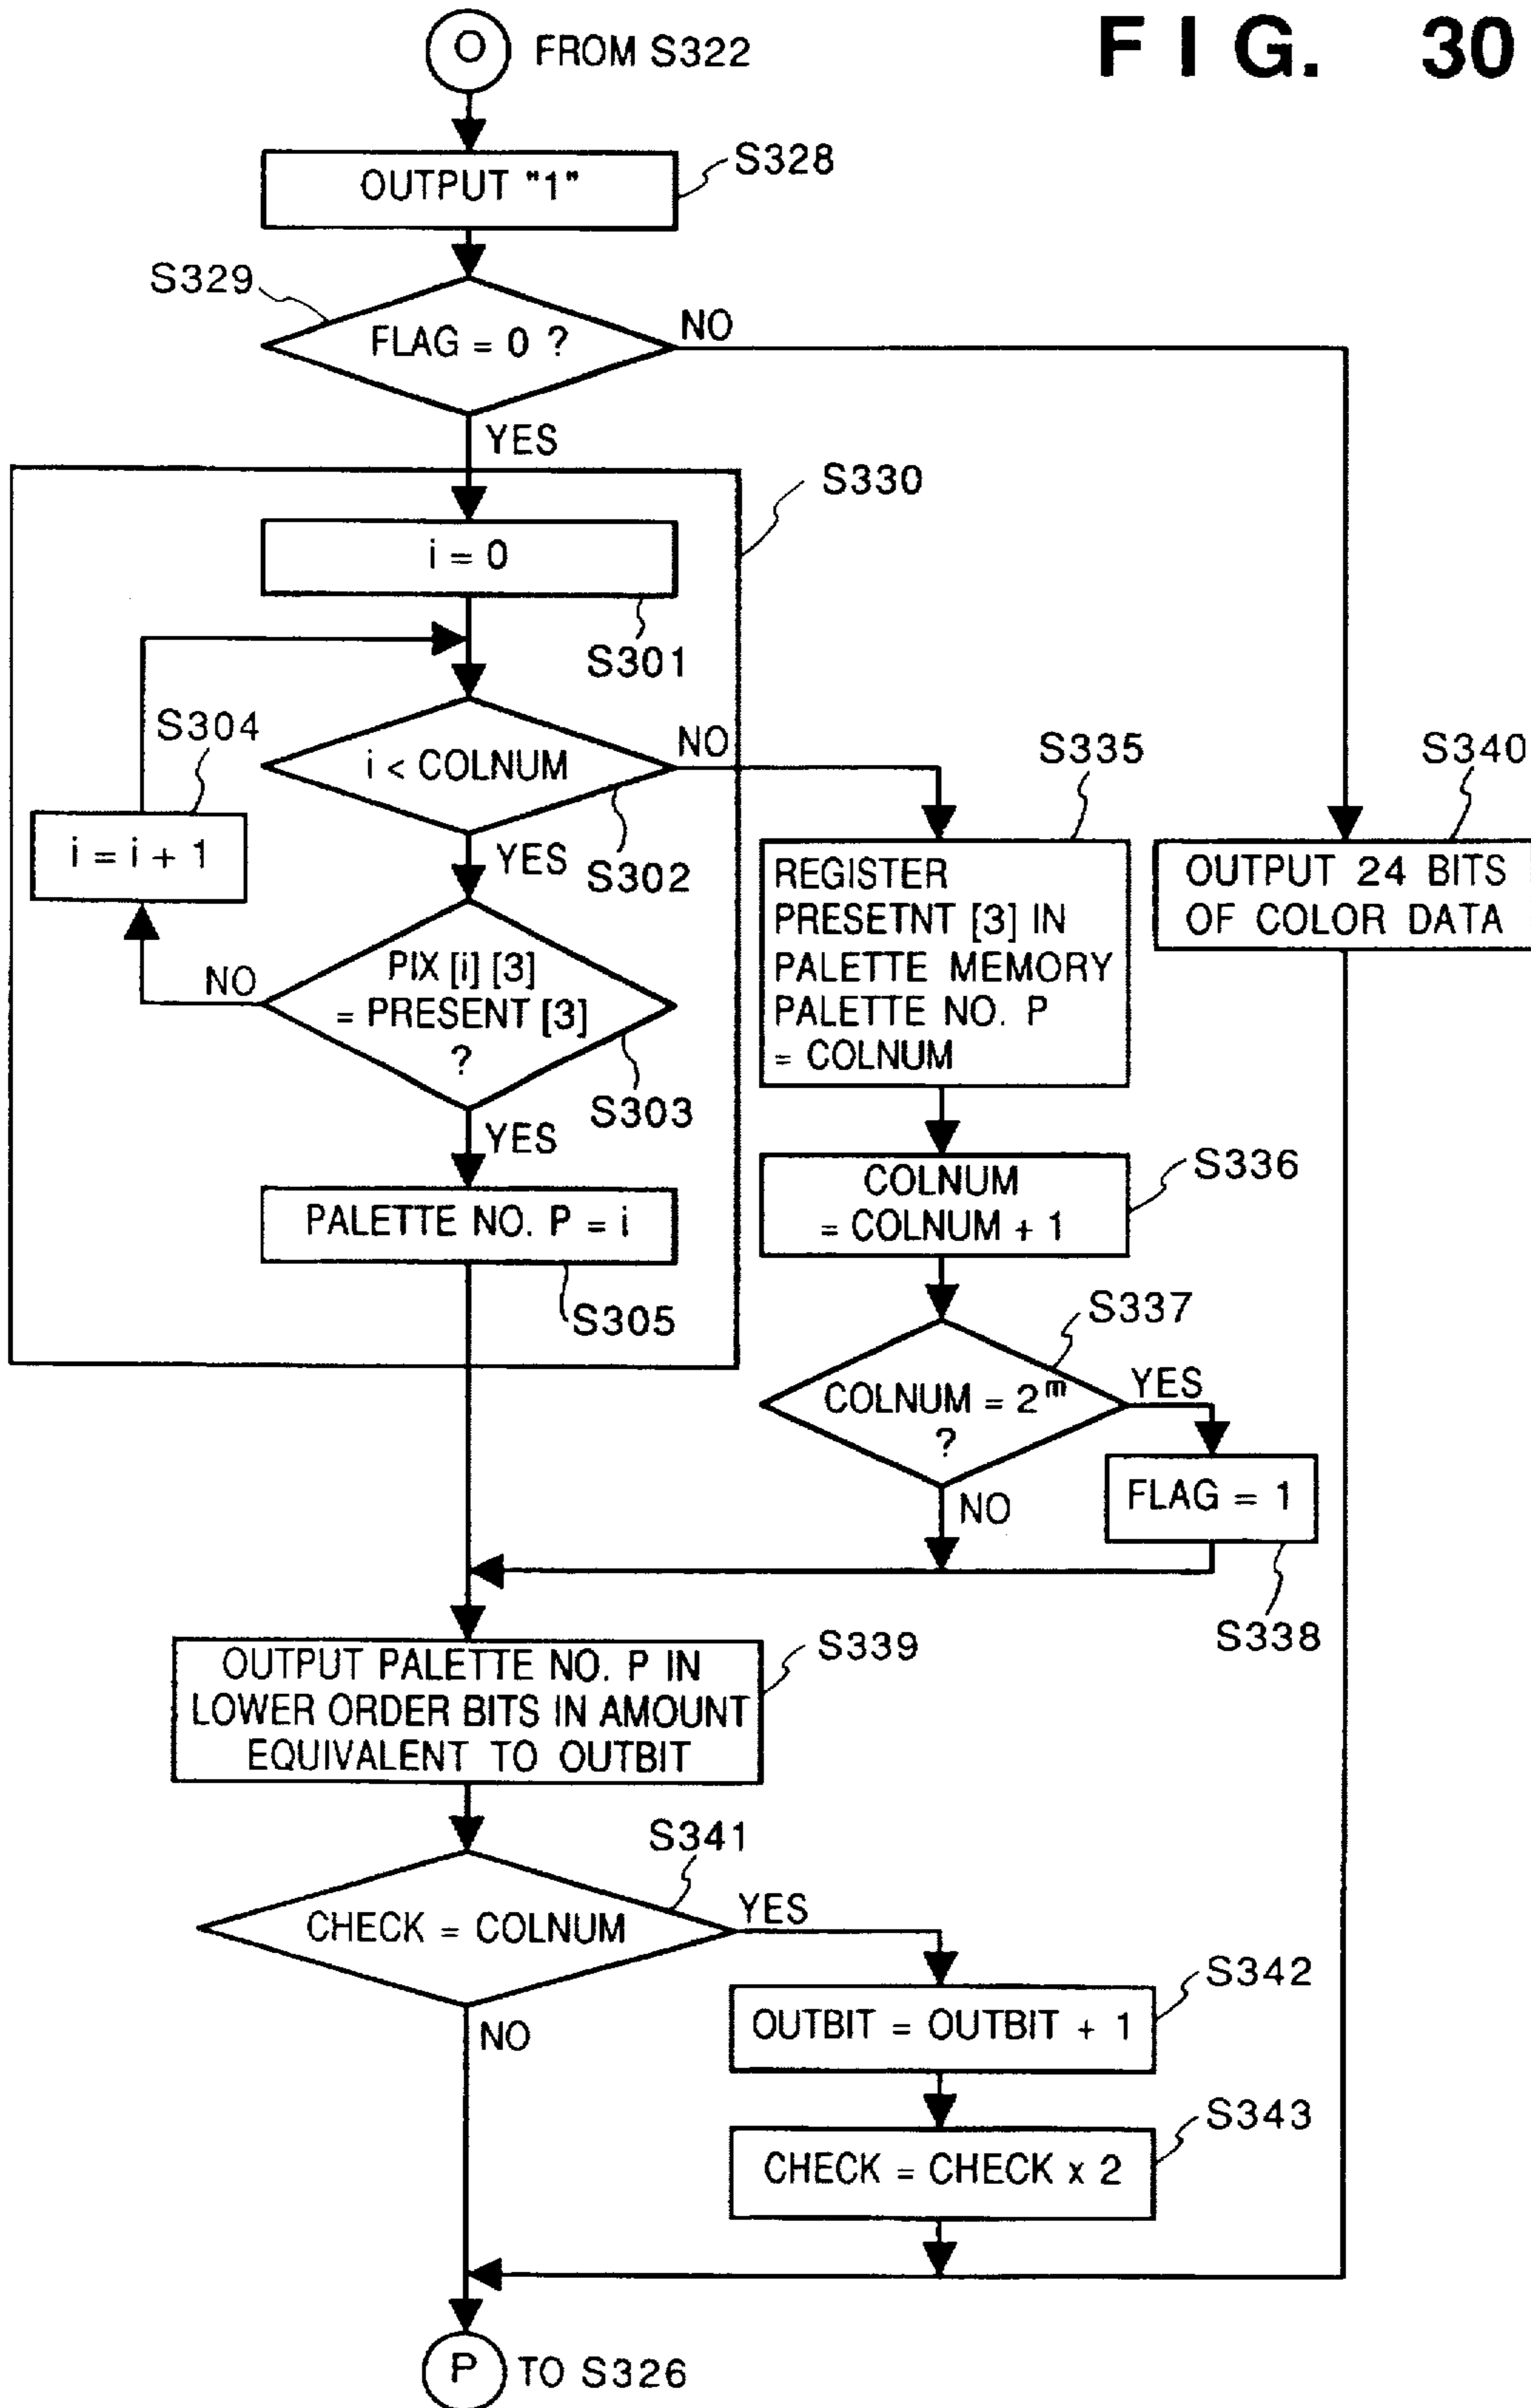 FIG. 30
O FROM S322
S328
OUTPUT "1"
S329
FLAG = 0 ?
NO
YES
S330
i = 0
S301
S304
i < COLNUM
NO
S335
S340
i = i + 1
YES
S302
REGISTER
PRESETNT [3] IN
PALETTE MEMORY
PALETTE NO. P
= COLNUM
OUTPUT 24 BITS
OF COLOR DATA
NO
PIX [i] [3]
= PRESENT [3]
?
S303
YES
S336
COLNUM
= COLNUM + 1
PALETTE NO. P = i
S305
S337
COLNUM = 2^m
?
YES
NO
FLAG = 1
S338
S339
OUTPUT PALETTE NO. P IN
LOWER ORDER BITS IN AMOUNT
EQUIVALENT TO OUTBIT
S341
CHECK = COLNUM
YES
S342
OUTBIT = OUTBIT + 1
NO
S343
CHECK = CHECK x 2
P TO S326